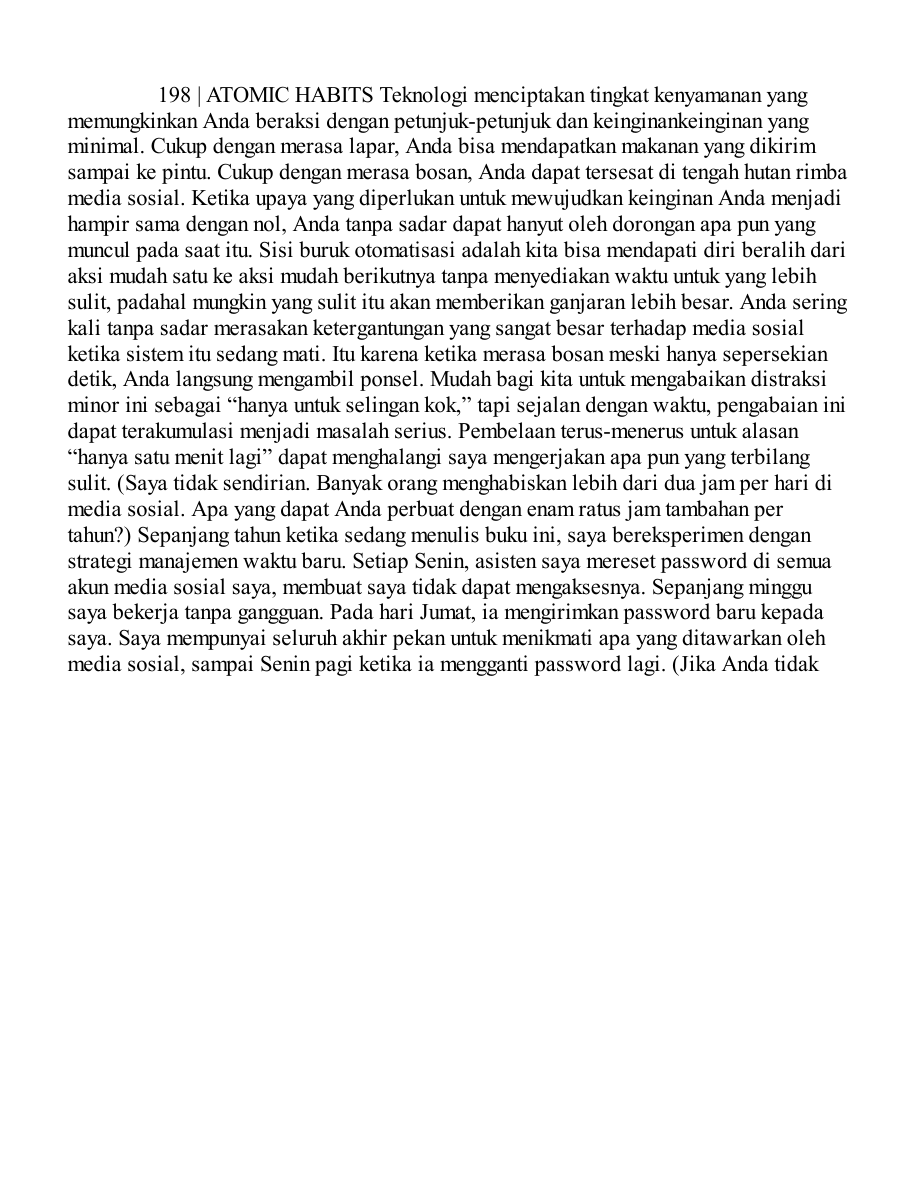 198 | ATOMIC HABITS Teknologi menciptakan tingkat kenyamanan yang
memungkinkan Anda beraksi dengan petunjuk-petunjuk dan keinginankeinginan yang
minimal. Cukup dengan merasa lapar, Anda bisa mendapatkan makanan yang dikirim
sampai ke pintu. Cukup dengan merasa bosan, Anda dapat tersesat di tengah hutan rimba
media sosial. Ketika upaya yang diperlukan untuk mewujudkan keinginan Anda menjadi
hampir sama dengan nol, Anda tanpa sadar dapat hanyut oleh dorongan apa pun yang
muncul pada saat itu. Sisi buruk otomatisasi adalah kita bisa mendapati diri beralih dari
aksi mudah satu ke aksi mudah berikutnya tanpa menyediakan waktu untuk yang lebih
sulit, padahal mungkin yang sulit itu akan memberikan ganjaran lebih besar. Anda sering
kali tanpa sadar merasakan ketergantungan yang sangat besar terhadap media sosial
ketika sistem itu sedang mati. Itu karena ketika merasa bosan meski hanya sepersekian
detik, Anda langsung mengambil ponsel. Mudah bagi kita untuk mengabaikan distraksi
minor ini sebagai “hanya untuk selingan kok,” tapi sejalan dengan waktu, pengabaian ini
dapat terakumulasi menjadi masalah serius. Pembelaan terus-menerus untuk alasan
“hanya satu menit lagi” dapat menghalangi saya mengerjakan apa pun yang terbilang
sulit. (Saya tidak sendirian. Banyak orang menghabiskan lebih dari dua jam per hari di
media sosial. Apa yang dapat Anda perbuat dengan enam ratus jam tambahan per
tahun?) Sepanjang tahun ketika sedang menulis buku ini, saya bereksperimen dengan
strategi manajemen waktu baru. Setiap Senin, asisten saya mereset password di semua
akun media sosial saya, membuat saya tidak dapat mengaksesnya. Sepanjang minggu
saya bekerja tanpa gangguan. Pada hari Jumat, ia mengirimkan password baru kepada
saya. Saya mempunyai seluruh akhir pekan untuk menikmati apa yang ditawarkan oleh
media sosial, sampai Senin pagi ketika ia mengganti password lagi. (Jika Anda tidak